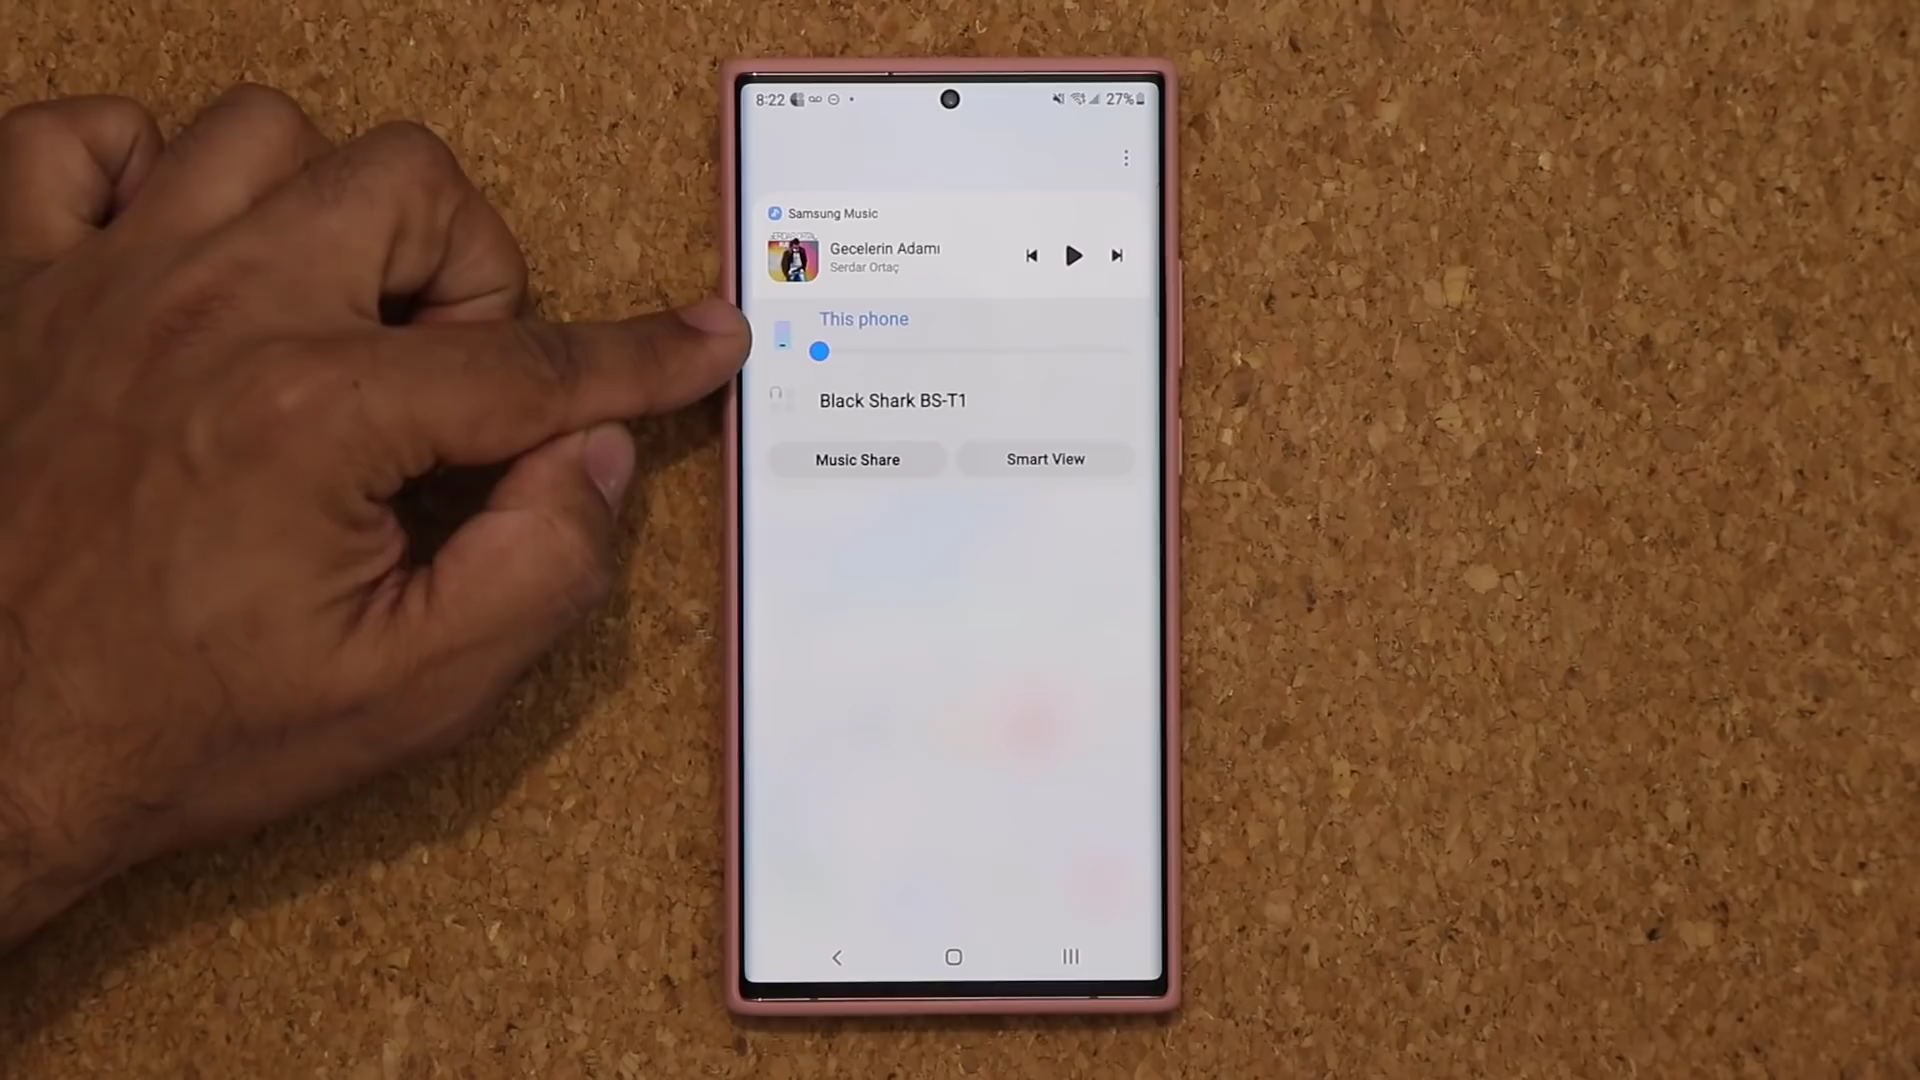 8:22
27%
Samsung Music
Gecelerin Adamı
Serdar Ortaç
This phone
Black Shark BS-T1
Music Share
Smart View